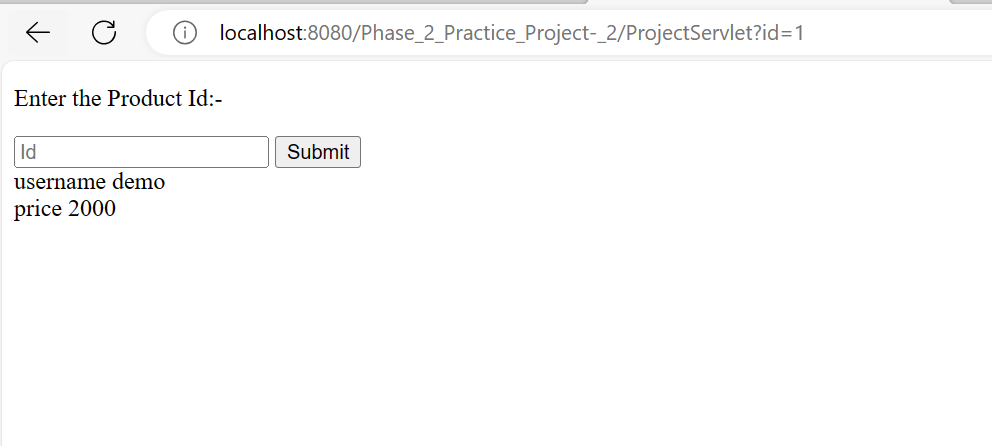 localhost:8080/Phase_2_Practice_Project-_2/ProjectServlet?id=1
Enter the Product Id:-
Id Submit
username demo
price 2000